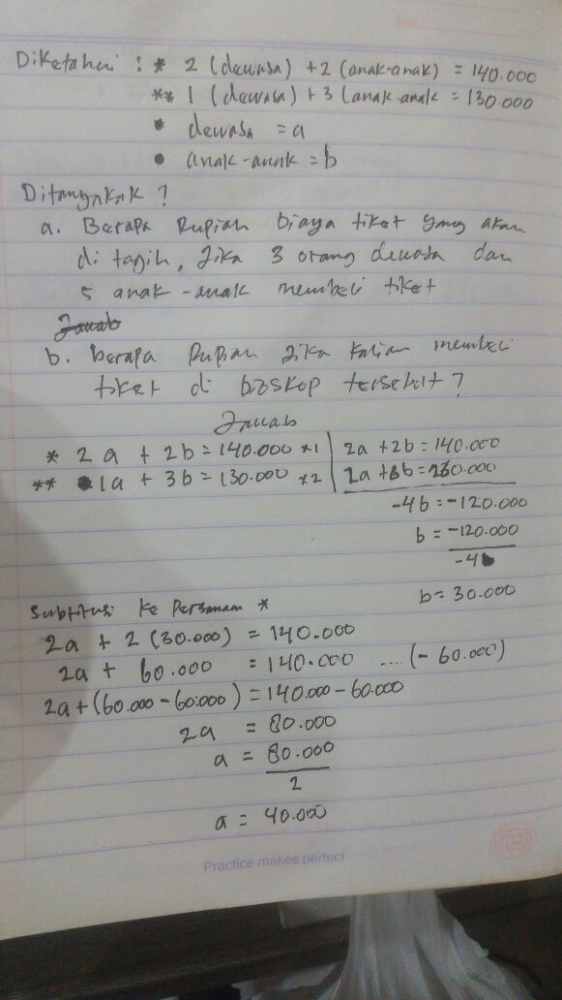 Diketahui : * 2 (dewasa) + 2 (anak-anak) = 140.000
** 1 (dewasa) + 3 (anak-anak = 130.000
• dewasa = a
• anak-anak = b
Ditanyakak ?
a. Berapa Rupiah biaya tiket yang akan
di tagih, Jika 3 orang dewasa dan
5 anak-anak membeli tiket
Jawab
b. berapa Rupiah Jika kalian membeli
tiket di bioskop tersebut ?
Jawab
* 2a + 2b = 140.000 x1 | 2a + 2b = 140.000
** 1a + 3b = 130.000 x2 | 2a + 6b = 260.000
-4b = -120.000
b = -120.000
-4
b = 30.000
Subtitusi ke Persamaan *
2a + 2 (30.000) = 140.000
2a + 60.000 = 140.000 .... (- 60.000)
2a + (60.000 - 60.000) = 140.000 - 60.000
2a = 80.000
a = 80.000
2
a = 40.000
Practice makes perfect